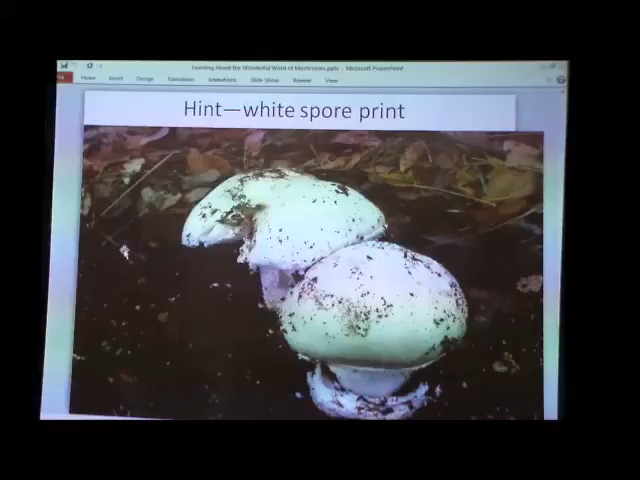 Learning About the Wonderful Word of Mushrooms.pptx - Microsoft PowerPoint
Home Insert Design Transitions Animations Slide Show Review View
Hint—white spore print